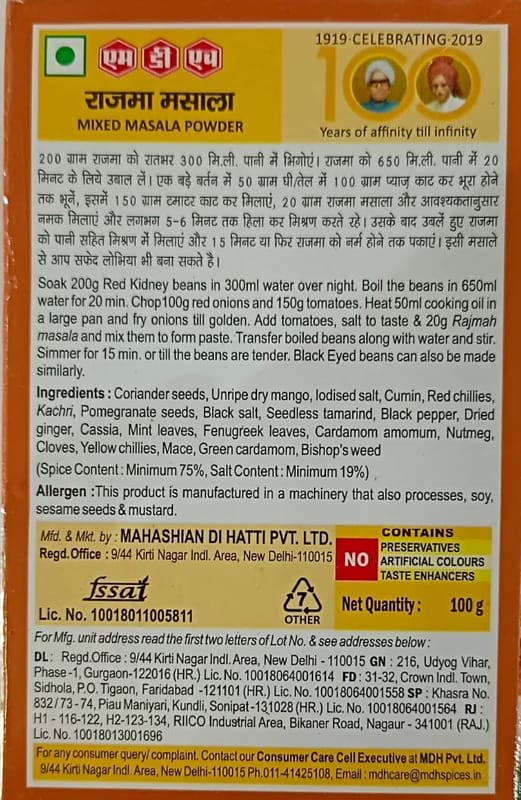 1919·CELEBRATING·2019
एम डी एच
100
राजमा मसाला
MIXED MASALA POWDER
Years of affinity till infinity
200 ग्राम राजमा को रातभर 300 मि.ली. पानी में भिगोएं। राजमा को 650 मि.ली. पानी में 20
मिनट के लिये उबाल लें। एक बड़े बर्तन में 50 ग्राम घी/तेल में 100 ग्राम प्याज़ काट कर भूरा होने
तक भूनें, इसमें 150 ग्राम टमाटर काट कर मिलाएं, 20 ग्राम राजमा मसाला और आवश्यकतानुसार
नमक मिलाएं और लगभग 5-6 मिनट तक हिला कर मिश्रण करते रहे। उसके बाद उबलें हुए राजमा
को पानी सहित मिश्रण में मिलाएं और 15 मिनट या फिर राजमा को नर्म होने तक पकाएं। इसी मसाले
से आप सफेद लोभिया भी बना सकते है।
Soak 200g Red Kidney beans in 300ml water over night. Boil the beans in 650ml
water for 20 min. Chop100g red onions and 150g tomatoes. Heat 50ml cooking oil in
a large pan and fry onions till golden. Add tomatoes, salt to taste & 20g Rajmah
masala and mix them to form paste. Transfer boiled beans along with water and stir.
Simmer for 15 min. or till the beans are tender. Black Eyed beans can also be made
similarly.
Ingredients : Coriander seeds, Unripe dry mango, Iodised salt, Cumin, Red chillies,
Kachri, Pomegranate seeds, Black salt, Seedless tamarind, Black pepper, Dried
ginger, Cassia, Mint leaves, Fenugreek leaves, Cardamom amomum, Nutmeg,
Cloves, Yellow chillies, Mace, Green cardamom, Bishop's weed
(Spice Content : Minimum 75%, Salt Content : Minimum 19%)
Allergen :This product is manufactured in a machinery that also processes, soy,
sesame seeds & mustard.
Mfd. & Mkt. by : MAHASHIAN DI HATTI PVT. LTD.
Regd. Office : 9/44 Kirti Nagar Indl. Area, New Delhi-110015
CONTAINS
NO
PRESERVATIVES
ARTIFICIAL COLOURS
TASTE ENHANCERS
fssai
Lic. No. 10018011005811
7
OTHER
Net Quantity : 100 g
For Mfg. unit address read the first two letters of Lot No. & see addresses below :
DL : Regd.Office : 9/44 Kirti Nagar Indl. Area, New Delhi - 110015 GN : 216, Udyog Vihar,
Phase-1, Gurgaon-122016 (HR.) Lic. No. 10018064001614 FD : 31-32, Crown Indl. Town,
Sidhola, P.O. Tigaon, Faridabad -121101 (HR.) Lic. No. 10018064001558 SP : Khasra No.
832 / 73 - 74, Piau Maniyari, Kundli, Sonipat-131028 (HR.) Lic. No. 10018064001564 RJ :
H1 - 116-122, H2-123-134, RIICO Industrial Area, Bikaner Road, Nagaur - 341001 (RAJ.)
Lic. No. 10018013001696
For any consumer query/ complaint. Contact our Consumer Care Cell Executive at MDH Pvt. Ltd.
9/44 Kirti Nagar Indl. Area, New Delhi-110015 Ph.011-41425108, Email : mdhcare@mdhspices.in